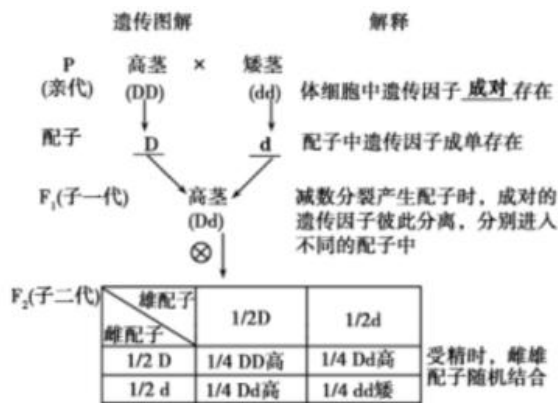 遗传图解 解释
P 高茎 × 矮茎
(亲代) (DD) (dd) 体细胞中遗传因子 成对 存在
配子 D d 配子中遗传因子成单存在
F₁(子一代) 高茎 减数分裂产生配子时，成对的
(Dd) 遗传因子彼此分离，分别进入
⊗ 不同的配子中
F₂(子二代) 雄配子 1/2D 1/2d
雌配子
1/2 D 1/4 DD高 1/4 Dd高 受精时，雌雄
1/2 d 1/4 Dd高 1/4 dd矮 配子随机结合